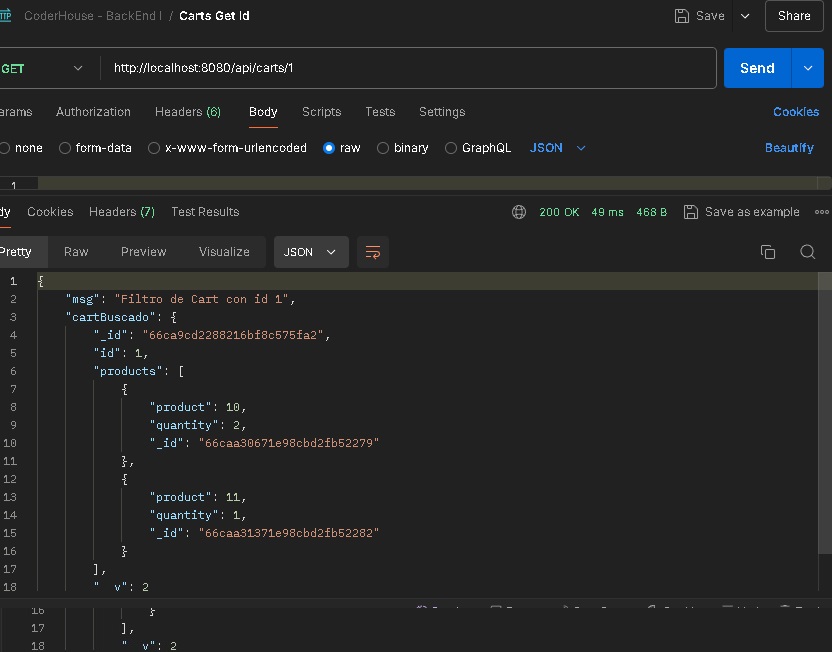 CoderHouse - BackEnd I / Carts Get Id
Save
Share
GET
http://localhost:8080/api/carts/1
Send
arams Authorization Headers (6) Body Scripts Tests Settings Cookies
none form-data x-www-form-urlencoded raw binary GraphQL JSON Beautify
1
dy Cookies Headers (7) Test Results 200 OK 49 ms 468 B Save as example
Pretty Raw Preview Visualize JSON
1 {
2 "msg": "Filtro de Cart con id 1",
3 "cartBuscado": {
4 "_id": "66ca9cd2288216bf8c575fa2",
5 "id": 1,
6 "products": [
7 {
8 "product": 10,
9 "quantity": 2,
10 "_id": "66caa30671e98cbd2fb52279"
11 },
12 {
13 "product": 11,
14 "quantity": 1,
15 "_id": "66caa31371e98cbd2fb52282"
16 }
17 ],
18 "__v": 2
16 }
17 ],
18 "__v": 2